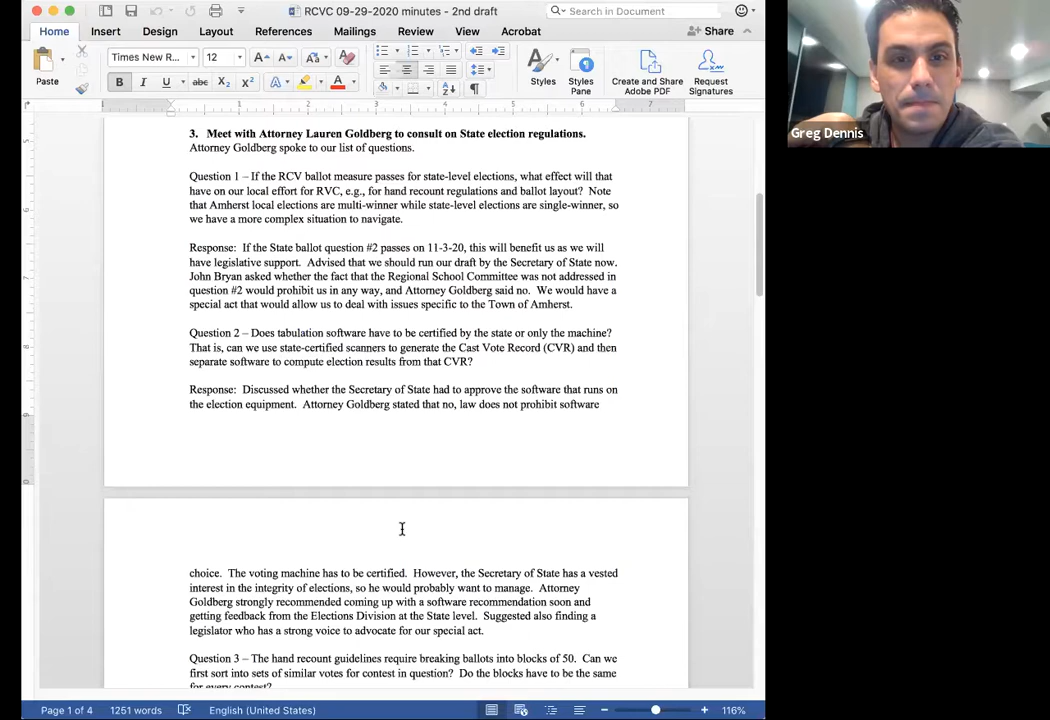 RCVC 09-29-2020 minutes - 2nd draft
Search in Document
Home Insert Design Layout References Mailings Review View Acrobat Share
Paste
Times New R... 12
B I U abc X2 X2 A A
Styles
Styles Pane
Create and Share Adobe PDF
Request Signatures
1 1 2 3 4 5 6 7
3. Meet with Attorney Lauren Goldberg to consult on State election regulations.
Attorney Goldberg spoke to our list of questions.
Question 1 – If the RCV ballot measure passes for state-level elections, what effect will that
have on our local effort for RVC, e.g., for hand recount regulations and ballot layout? Note
that Amherst local elections are multi-winner while state-level elections are single-winner, so
we have a more complex situation to navigate.
Response: If the State ballot question #2 passes on 11-3-20, this will benefit us as we will
have legislative support. Advised that we should run our draft by the Secretary of State now.
John Bryan asked whether the fact that the Regional School Committee was not addressed in
question #2 would prohibit us in any way, and Attorney Goldberg said no. We would have a
special act that would allow us to deal with issues specific to the Town of Amherst.
Question 2 – Does tabulation software have to be certified by the state or only the machine?
That is, can we use state-certified scanners to generate the Cast Vote Record (CVR) and then
separate software to compute election results from that CVR?
Response: Discussed whether the Secretary of State had to approve the software that runs on
the election equipment. Attorney Goldberg stated that no, law does not prohibit software
choice. The voting machine has to be certified. However, the Secretary of State has a vested
interest in the integrity of elections, so he would probably want to manage. Attorney
Goldberg strongly recommended coming up with a software recommendation soon and
getting feedback from the Elections Division at the State level. Suggested also finding a
legislator who has a strong voice to advocate for our special act.
Question 3 – The hand recount guidelines require breaking ballots into blocks of 50. Can we
first sort into sets of similar votes for contest in question? Do the blocks have to be the same
for every contest?
Page 1 of 4 1251 words English (United States) 116%
Greg Dennis